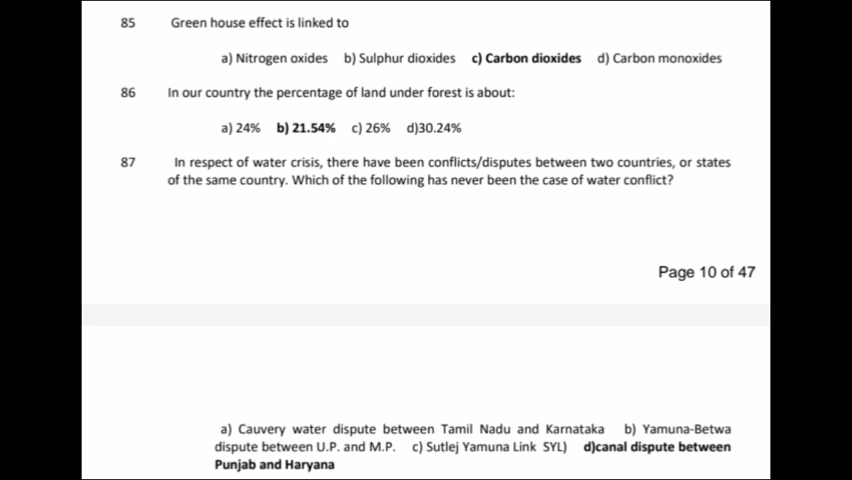 85 Green house effect is linked to
a) Nitrogen oxides b) Sulphur dioxides c) Carbon dioxides d) Carbon monoxides
86 In our country the percentage of land under forest is about:
a) 24% b) 21.54% c) 26% d)30.24%
87 In respect of water crisis, there have been conflicts/disputes between two countries, or states
of the same country. Which of the following has never been the case of water conflict?
Page 10 of 47
a) Cauvery water dispute between Tamil Nadu and Karnataka b) Yamuna-Betwa
dispute between U.P. and M.P. c) Sutlej Yamuna Link SYL) d)canal dispute between
Punjab and Haryana